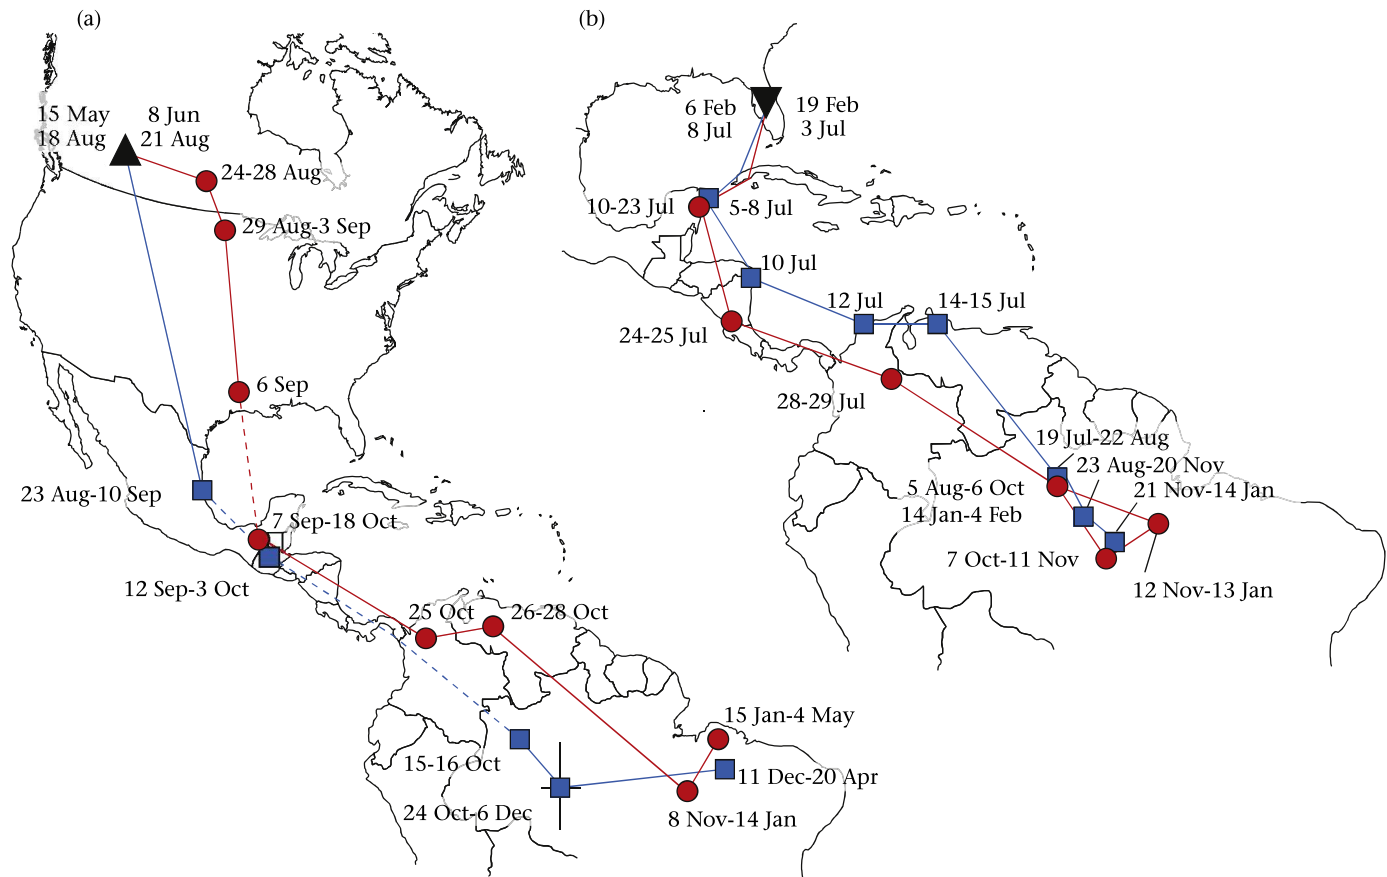 (a)
15 May
18 Aug
8 Jun
21 Aug
24-28 Aug
29 Aug-3 Sep
6 Sep
23 Aug-10 Sep
7 Sep-18 Oct
12 Sep-3 Oct
25 Oct
26-28 Oct
15 Jan-4 May
15-16 Oct
11 Dec-20 Apr
24 Oct-6 Dec
8 Nov-14 Jan
(b)
6 Feb
8 Jul
19 Feb
3 Jul
10-23 Jul
5-8 Jul
10 Jul
12 Jul
14-15 Jul
24-25 Jul
28-29 Jul
19 Jul-22 Aug
23 Aug-20 Nov
5 Aug-6 Oct
21 Nov-14 Jan
14 Jan-4 Feb
7 Oct-11 Nov
12 Nov-13 Jan